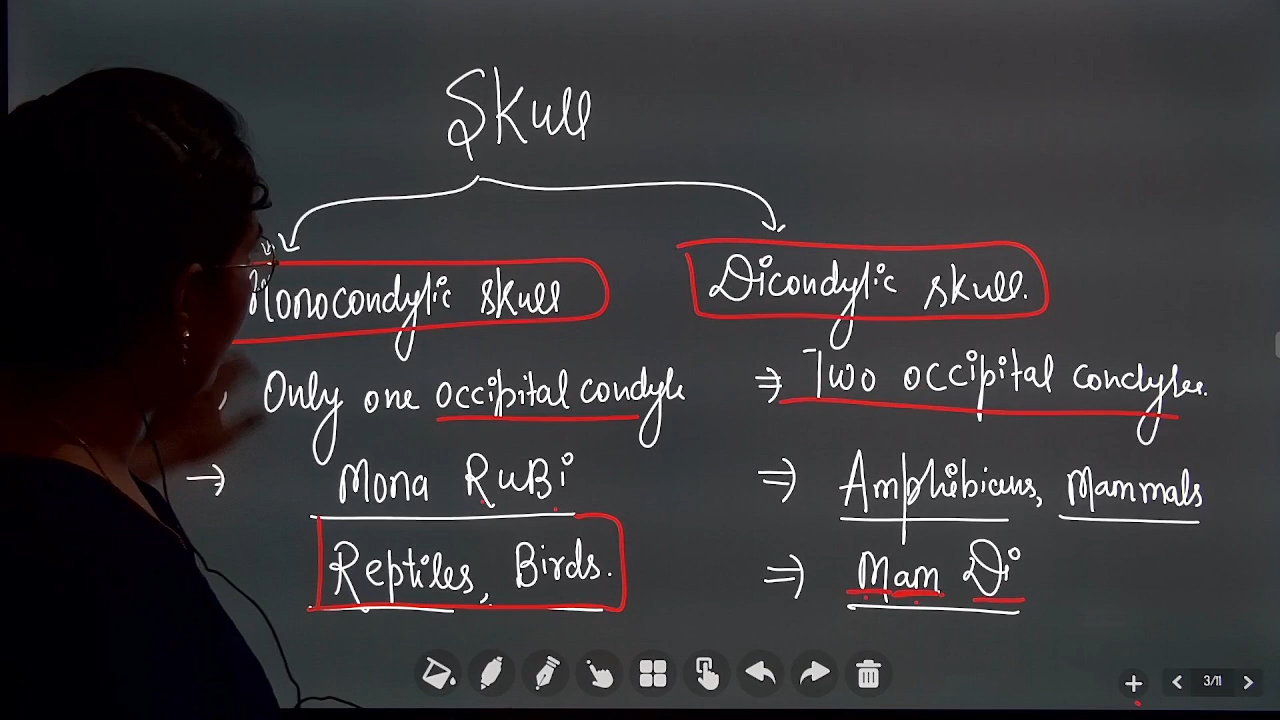 Skull
Monocondylic skull
Dicondylic skull.
Only one occipital condyle
⇒ Two occipital condyles.
→ Mona RuBi
⇒ Amphibians, Mammals
Reptiles, Birds.
⇒ Mam Di
3/11